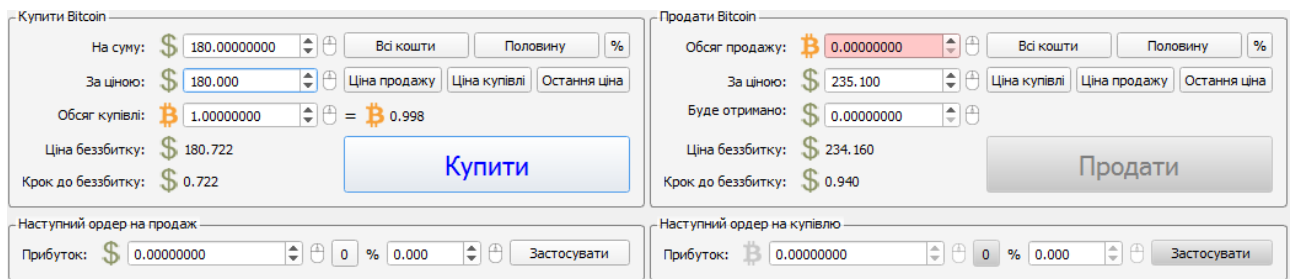 Купити Bitcoin
На суму: $ 180.00000000 Всі кошти Половину %
За ціною: $ 180.000 Ціна продажу Ціна купівлі Остання ціна
Обсяг купівлі: 1.00000000 = 0.998
Ціна беззбитку: $ 180.722
Крок до беззбитку: $ 0.722
Купити
Продати Bitcoin
Обсяг продажу: 0.00000000 Всі кошти Половину %
За ціною: $ 235.100 Ціна купівлі Ціна продажу Остання ціна
Буде отримано: $ 0.00000000
Ціна беззбитку: $ 234.160
Крок до беззбитку: $ 0.940
Продати
Наступний ордер на продаж
Прибуток: $ 0.00000000 0 % 0.000 Застосувати
Наступний ордер на купівлю
Прибуток: 0.00000000 0 % 0.000 Застосувати